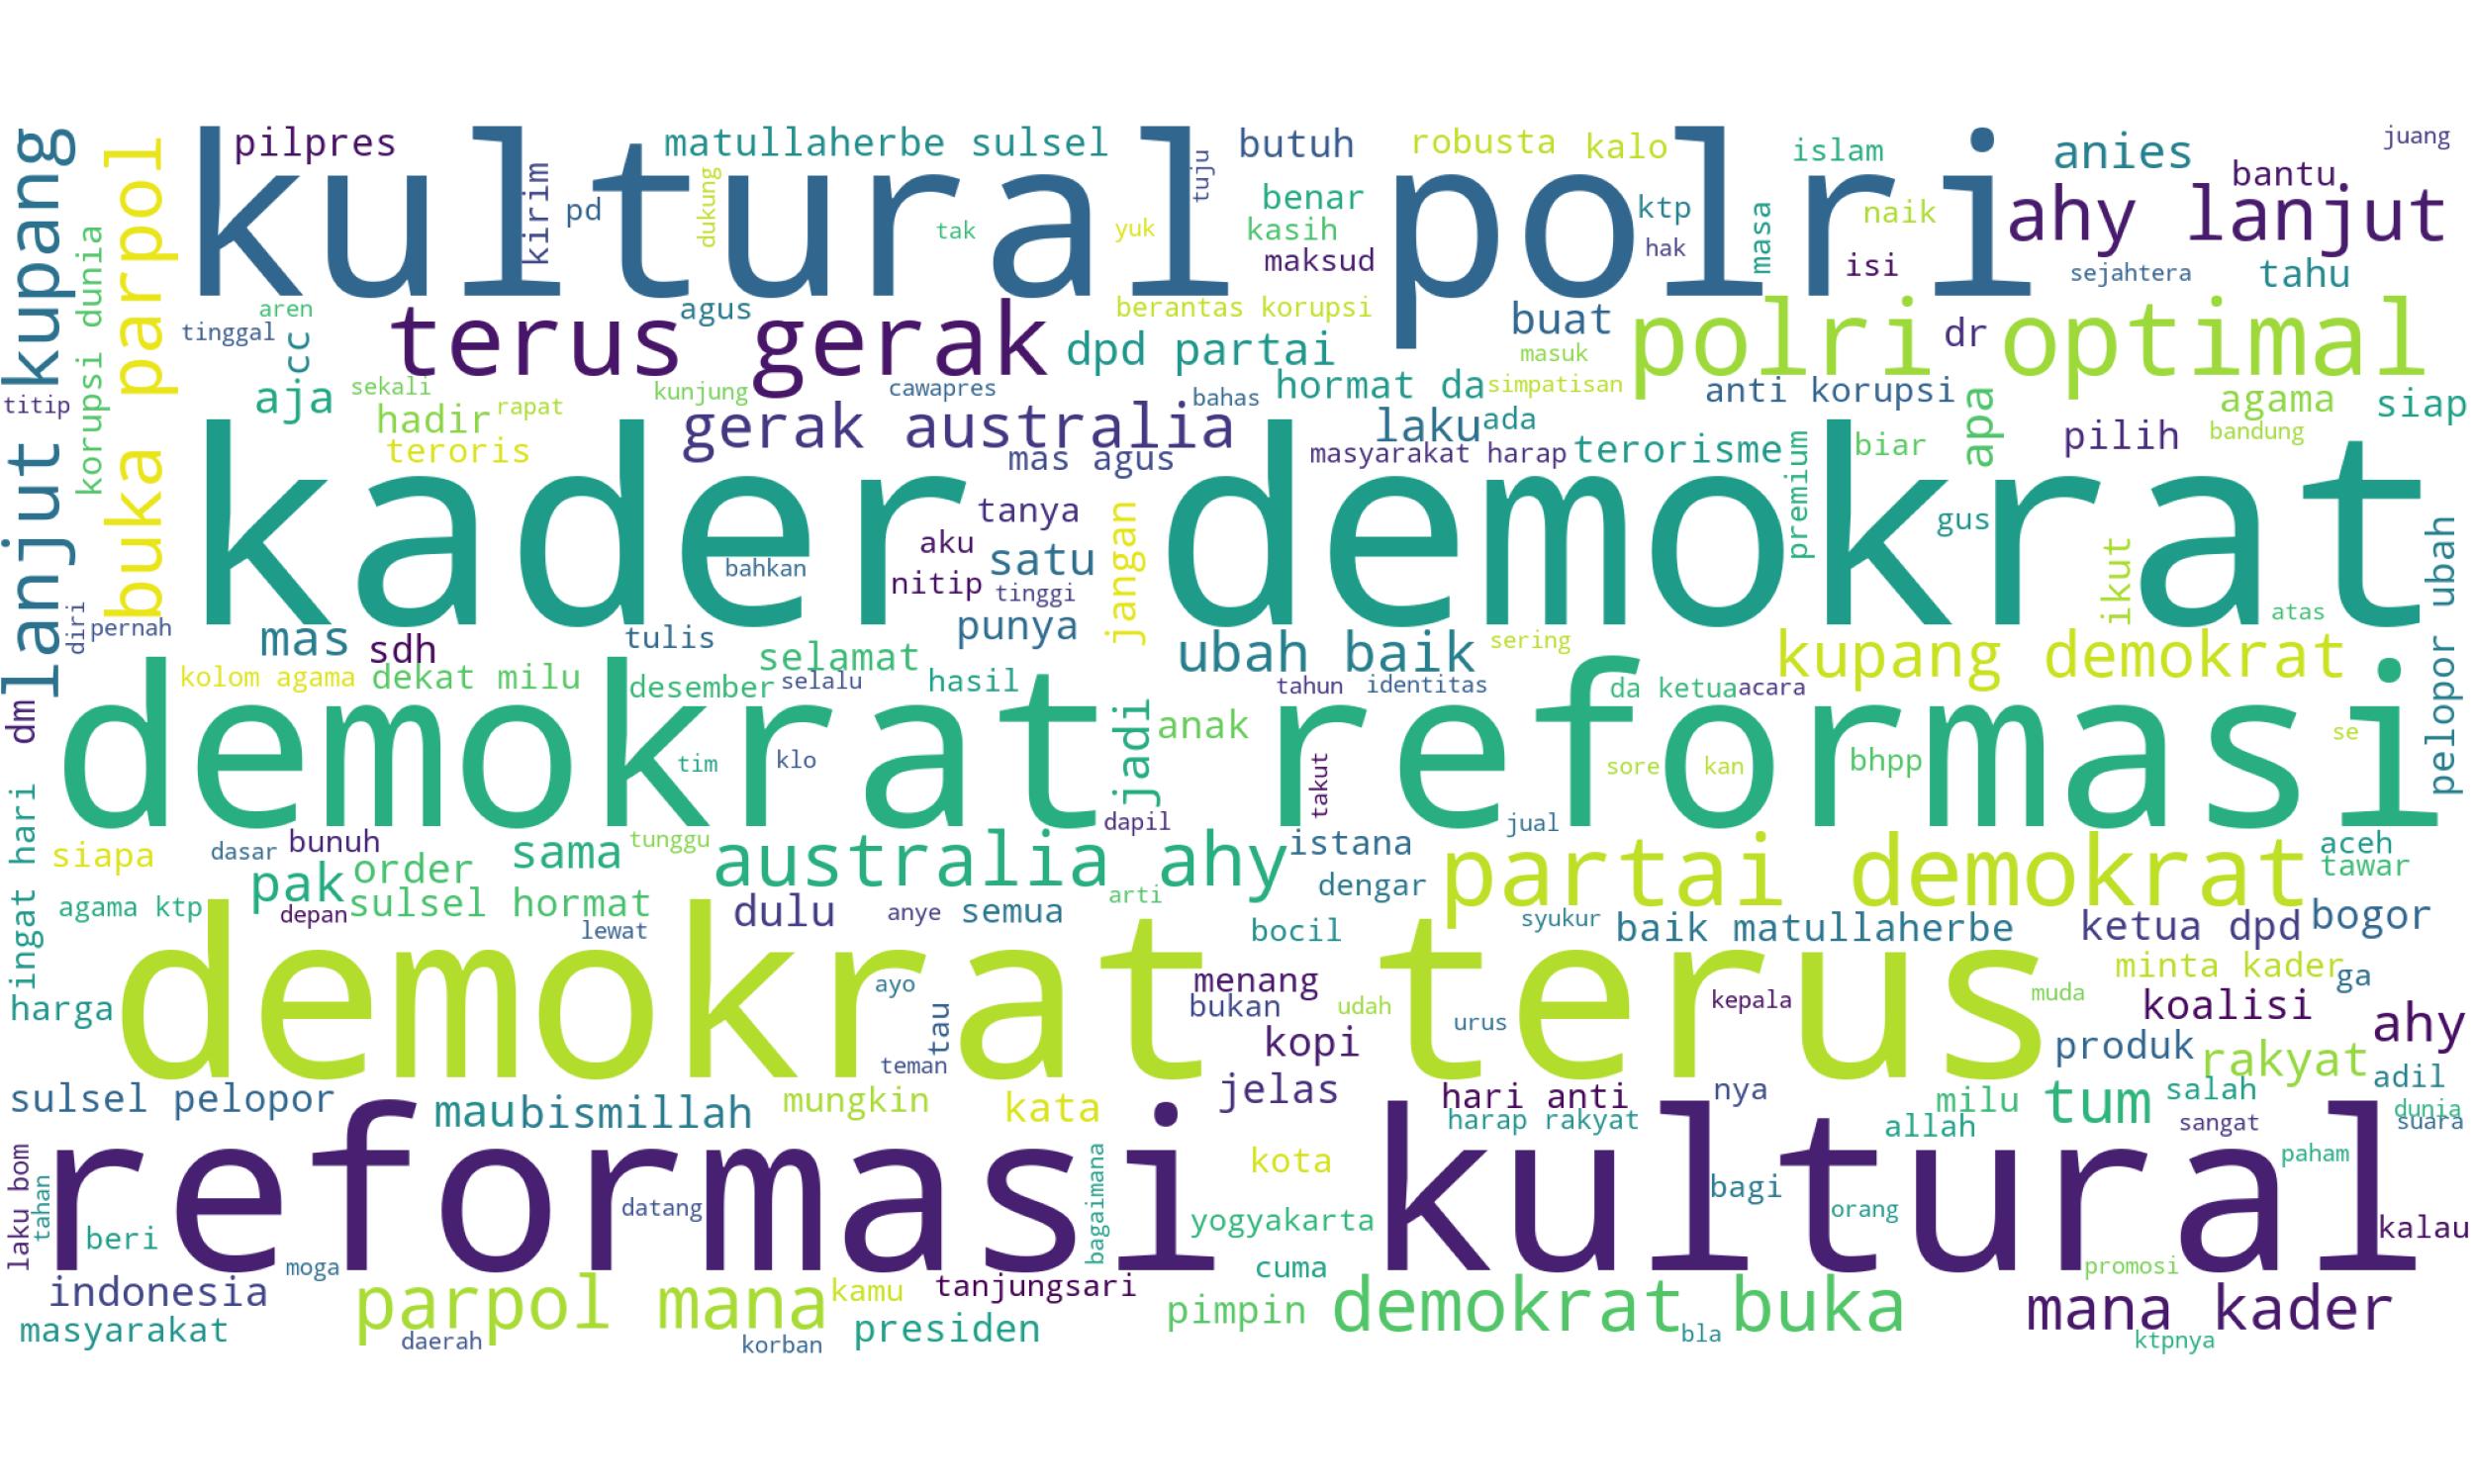 pilpres
matullaherbe sulsel
butuh
robusta
kalo
islam
anies
juang
lanjut kupang
buka parpol
korupsi dunia
kultural polri
kirim
pd
dukung
tak
yuk
tuju
benar
kasih
maksud
ktp
hak
masa
naik
isi
bantu
ahy lanjut
sejahtera
tahu
aren
tinggal
cc
terus gerak
agus
berantas korupsi
dpd partai
buat
masuk
polri optimal
dr
titip
aja
sekali
hadir
rapat
teroris
kunjung
cawapres
gerak australia
bahas
hormat da
simpatisan
anti korupsi
laku
ada
apa
agama
siap
mas agus
masyarakat harap
terorisme
premium
biar
pilih
bandung
kader demokrat
tanya
aku
satu
bahkan
nitip
tinggi
jangan
gus
ikut
atas
pelopor ubah
diri
pernah
mas
sdh
tulis
punya
selamat
ubah baik
sering
kupang demokrat
kolom agama
dekat milu
desember
selalu
hasil
tahun
identitas
da ketua
acara
dm
demokrat reformasi
jadi
anak
tim
klo
takut
sore
kan
bhpp
se
ingat hari
siapa
dasar
bunuh
tunggu
dapil
jual
pak
order
sama
australia ahy
istana
dengar
partai demokrat
aceh
tawar
agama ktp
depan
sulsel hormat
lewat
dulu
anye
semua
arti
bocil
syukur
baik matullaherbe
ketua dpd
bogor
harga
demokrat terus
ayo
tau
teman
menang
bukan
udah
kopi
urus
kepala
muda
minta kader
ga
koalisi
ahy
produk
rakyat
adil
sulsel pelopor
mau
bismillah
mungkin
kata
jelas
hari anti
harap rakyat
nya
milu
allah
tum
salah
sangat
dunia
suara
laku bom
tahan
reformasi kultural
beri
datang
bagaimana
kota
yogyakarta
bagi
orang
paham
kalau
indonesia
moga
parpol mana
kamu
tanjungsari
cuma
pimpin
demokrat buka
promosi
mana kader
masyarakat
daerah
korban
presiden
bla
ktpnya